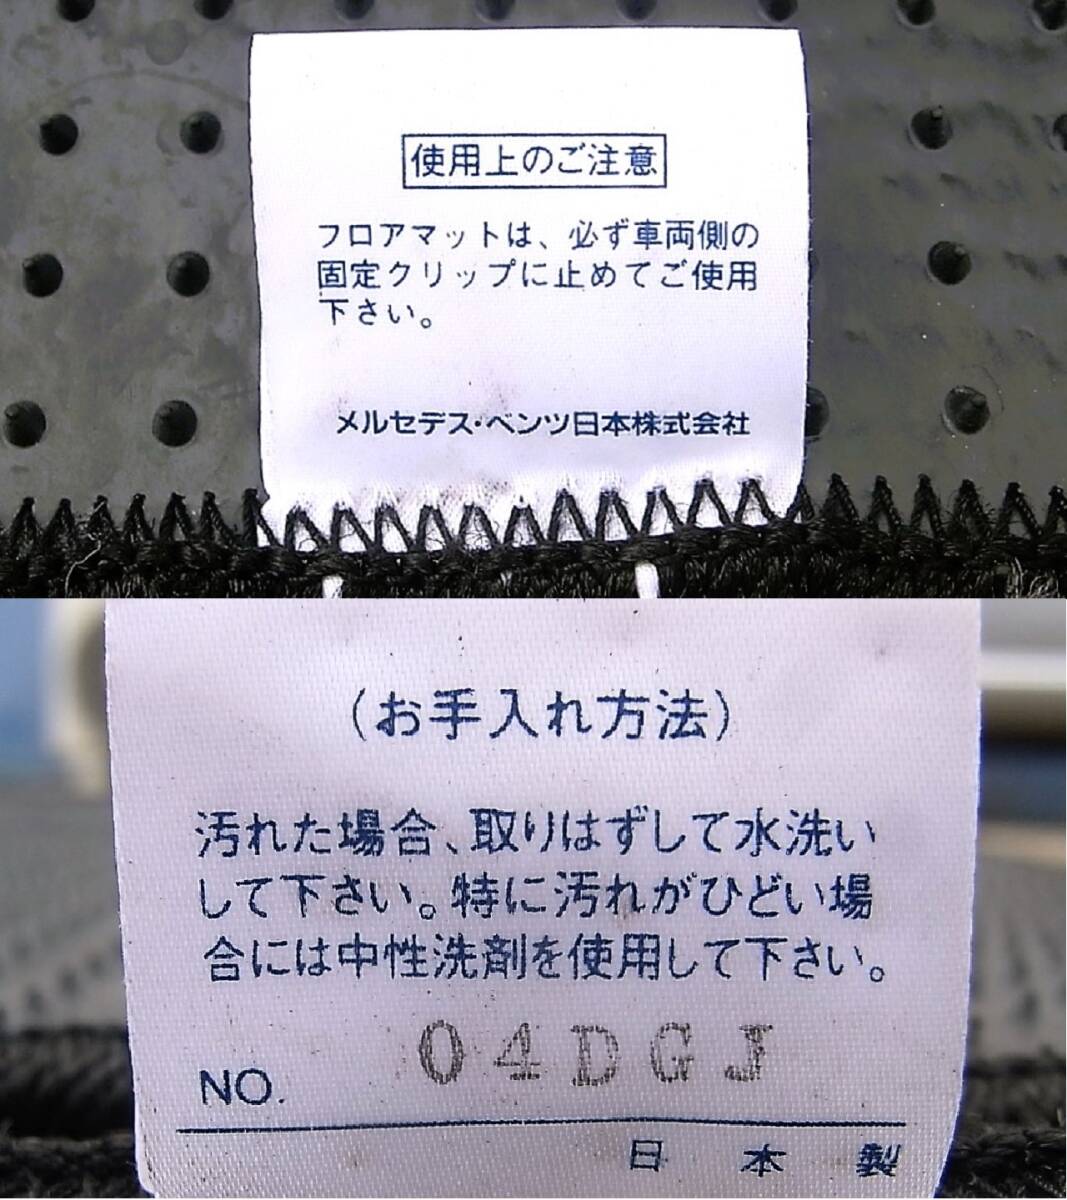 使用上のご注意
フロアマットは、必ず車両側の
固定クリップに止めてご使用
下さい。
メルセデス・ベンツ日本株式会社
(お手入れ方法)
汚れた場合、取りはずして水洗い
して下さい。特に汚れがひどい場
合には中性洗剤を使用して下さい。
NO. 04DGJ
日本製